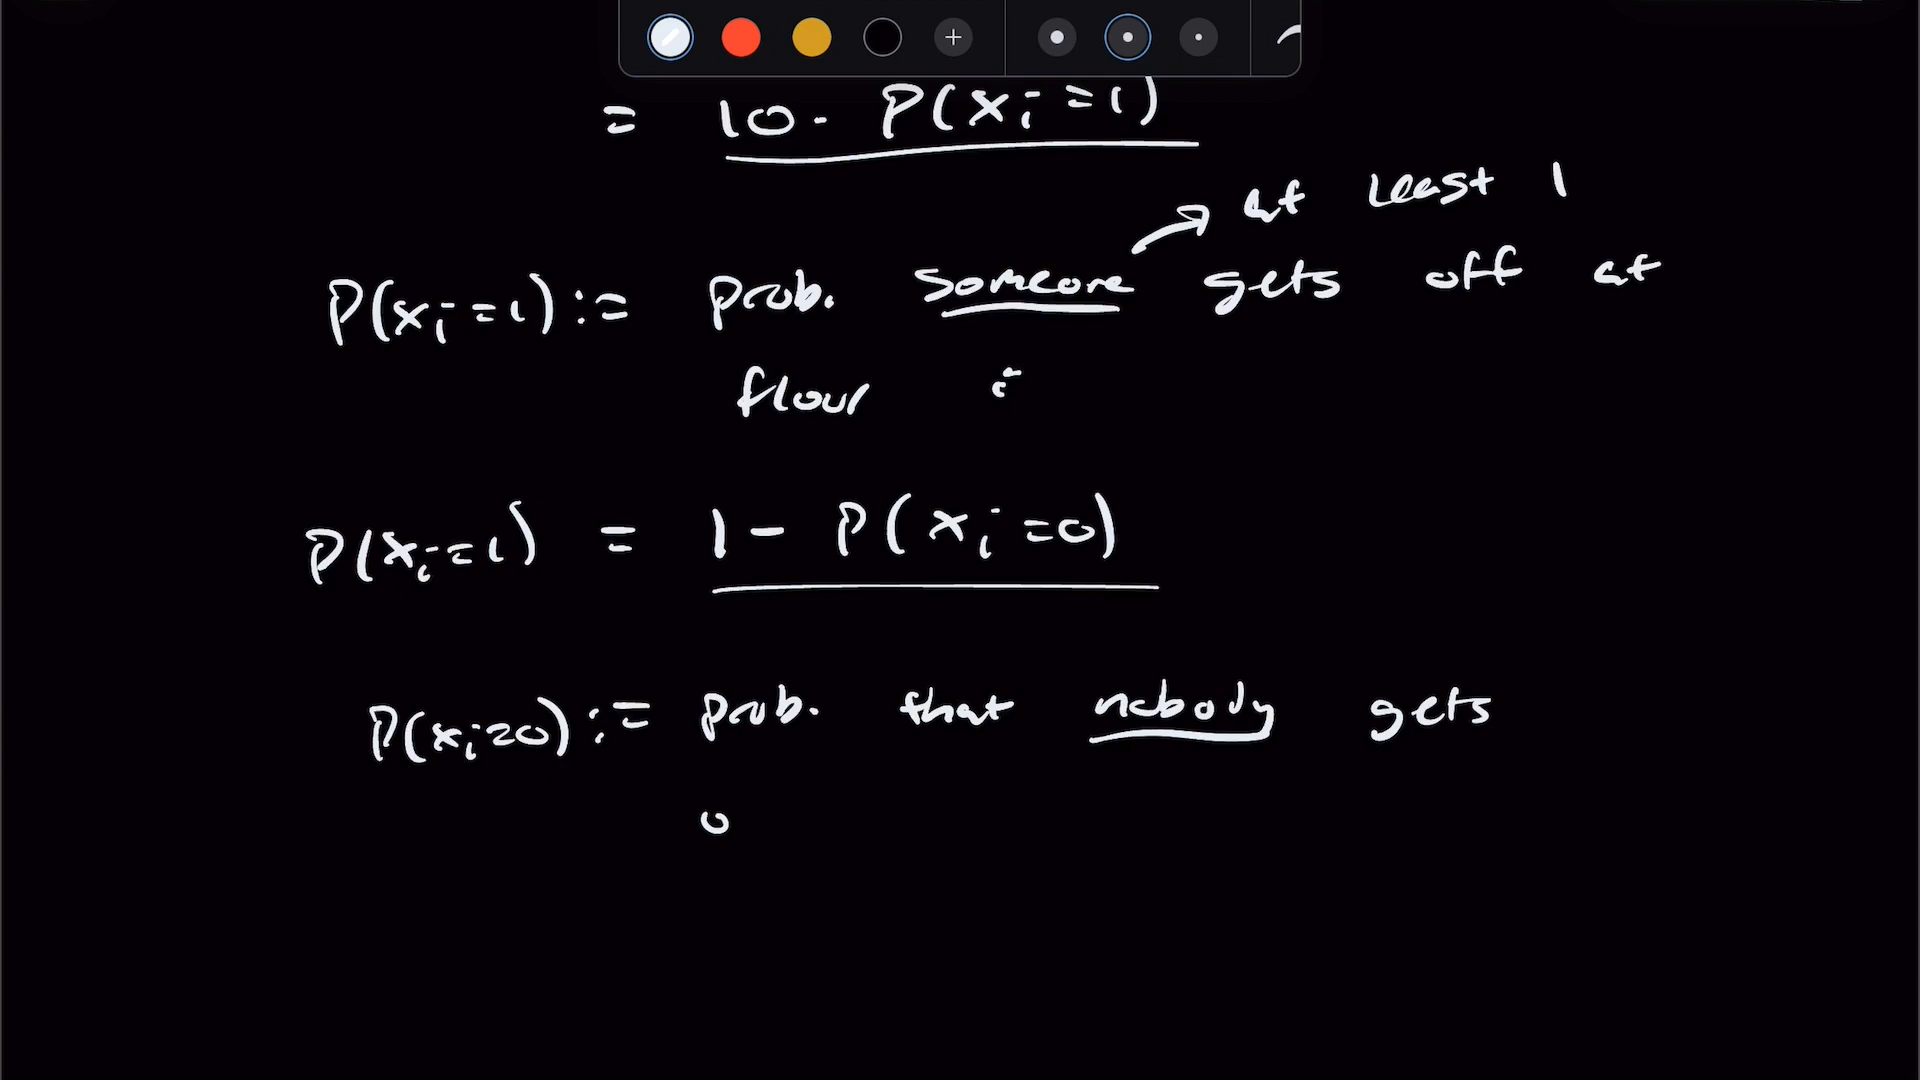 = 10 · P(Xi = 1)
at least 1
P(Xi = 1) := prob. someone gets off at
floor i
P(Xi = 1) = 1 - P(Xi = 0)
P(Xi = 0) := prob. that nobody gets
o